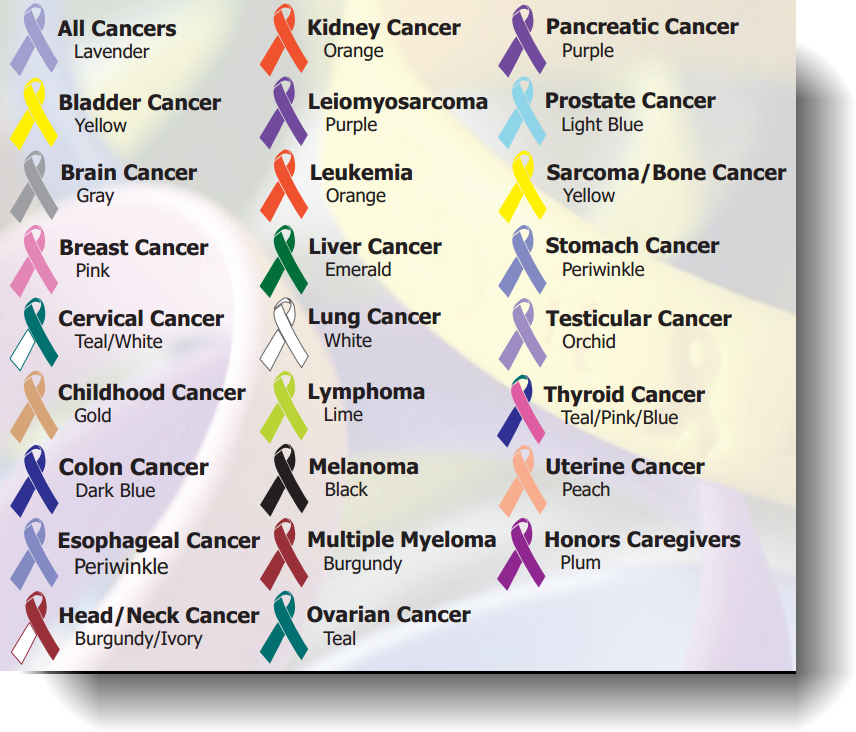 All Cancers
Lavender
Bladder Cancer
Yellow
Brain Cancer
Gray
Breast Cancer
Pink
Cervical Cancer
Teal/White
Childhood Cancer
Gold
Colon Cancer
Dark Blue
Esophageal Cancer
Periwinkle
Head/Neck Cancer
Burgundy/Ivory
Kidney Cancer
Orange
Leiomyosarcoma
Purple
Leukemia
Orange
Liver Cancer
Emerald
Lung Cancer
White
Lymphoma
Lime
Melanoma
Black
Multiple Myeloma
Burgundy
Ovarian Cancer
Teal
Pancreatic Cancer
Purple
Prostate Cancer
Light Blue
Sarcoma/Bone Cancer
Yellow
Stomach Cancer
Periwinkle
Testicular Cancer
Orchid
Thyroid Cancer
Teal/Pink/Blue
Uterine Cancer
Peach
Honors Caregivers
Plum